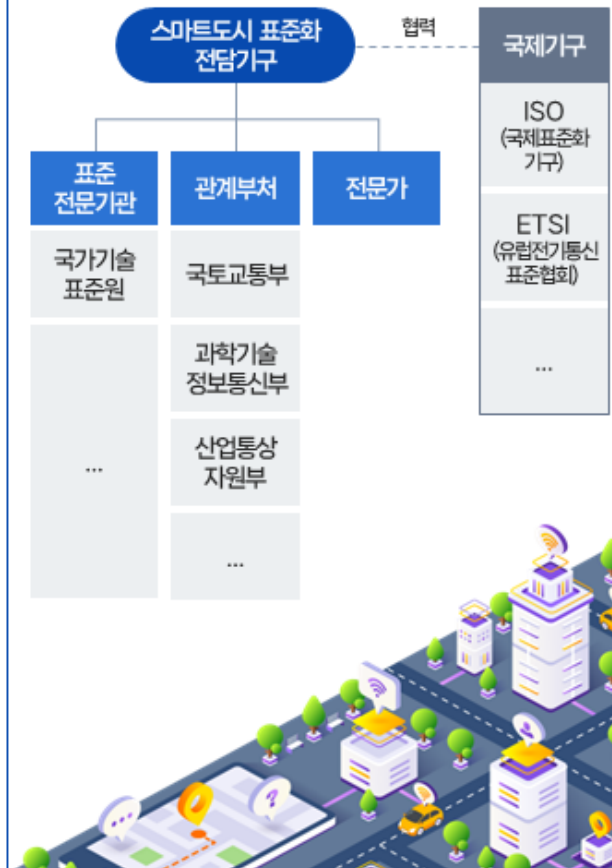 스마트도시 표준화
전담기구
협력
국제기구
ISO
(국제표준화
기구)
ETSI
(유럽전기통신
표준협회)
...
표준
전문기관
관계부처
전문가
국가기술
표준원
...
국토교통부
과학기술
정보통신부
산업통상
자원부
...